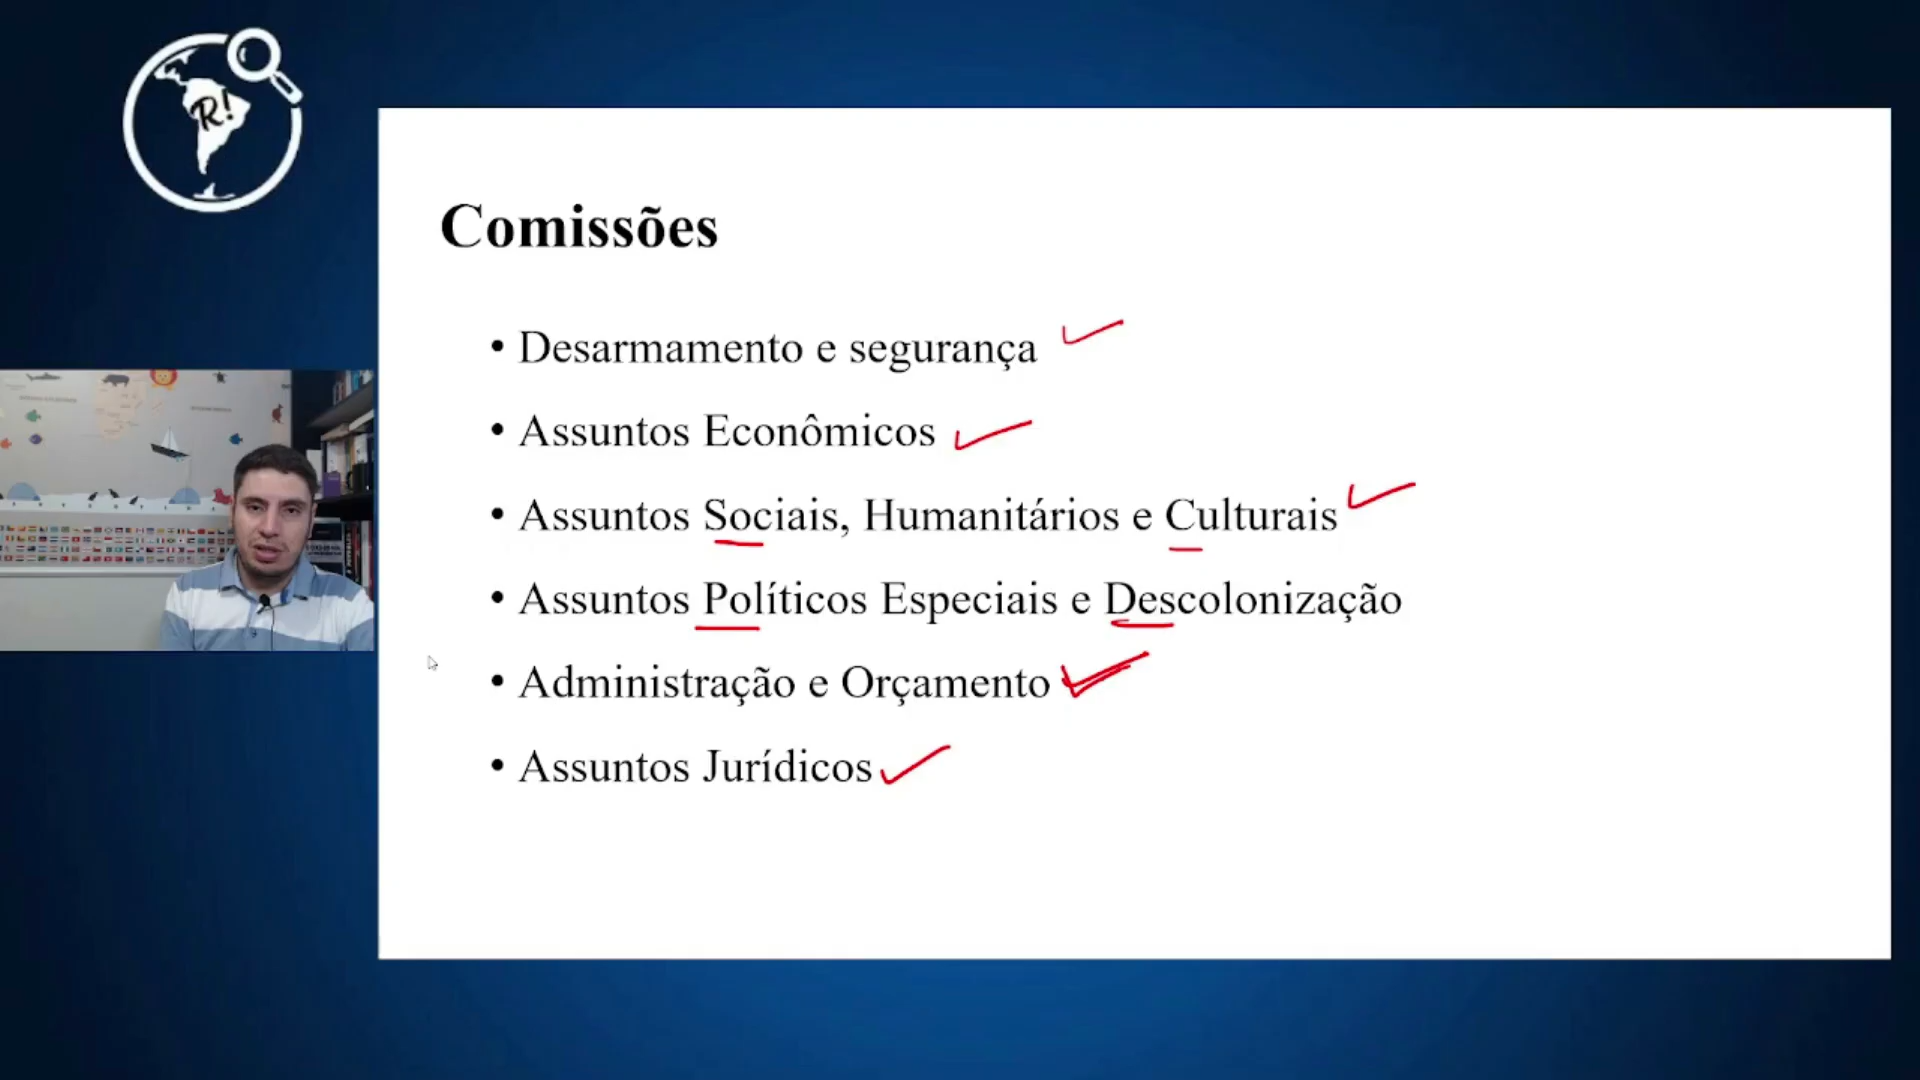 R!
Comissões
• Desarmamento e segurança
• Assuntos Econômicos
• Assuntos Sociais, Humanitários e Culturais
• Assuntos Políticos Especiais e Descolonização
• Administração e Orçamento
• Assuntos Jurídicos